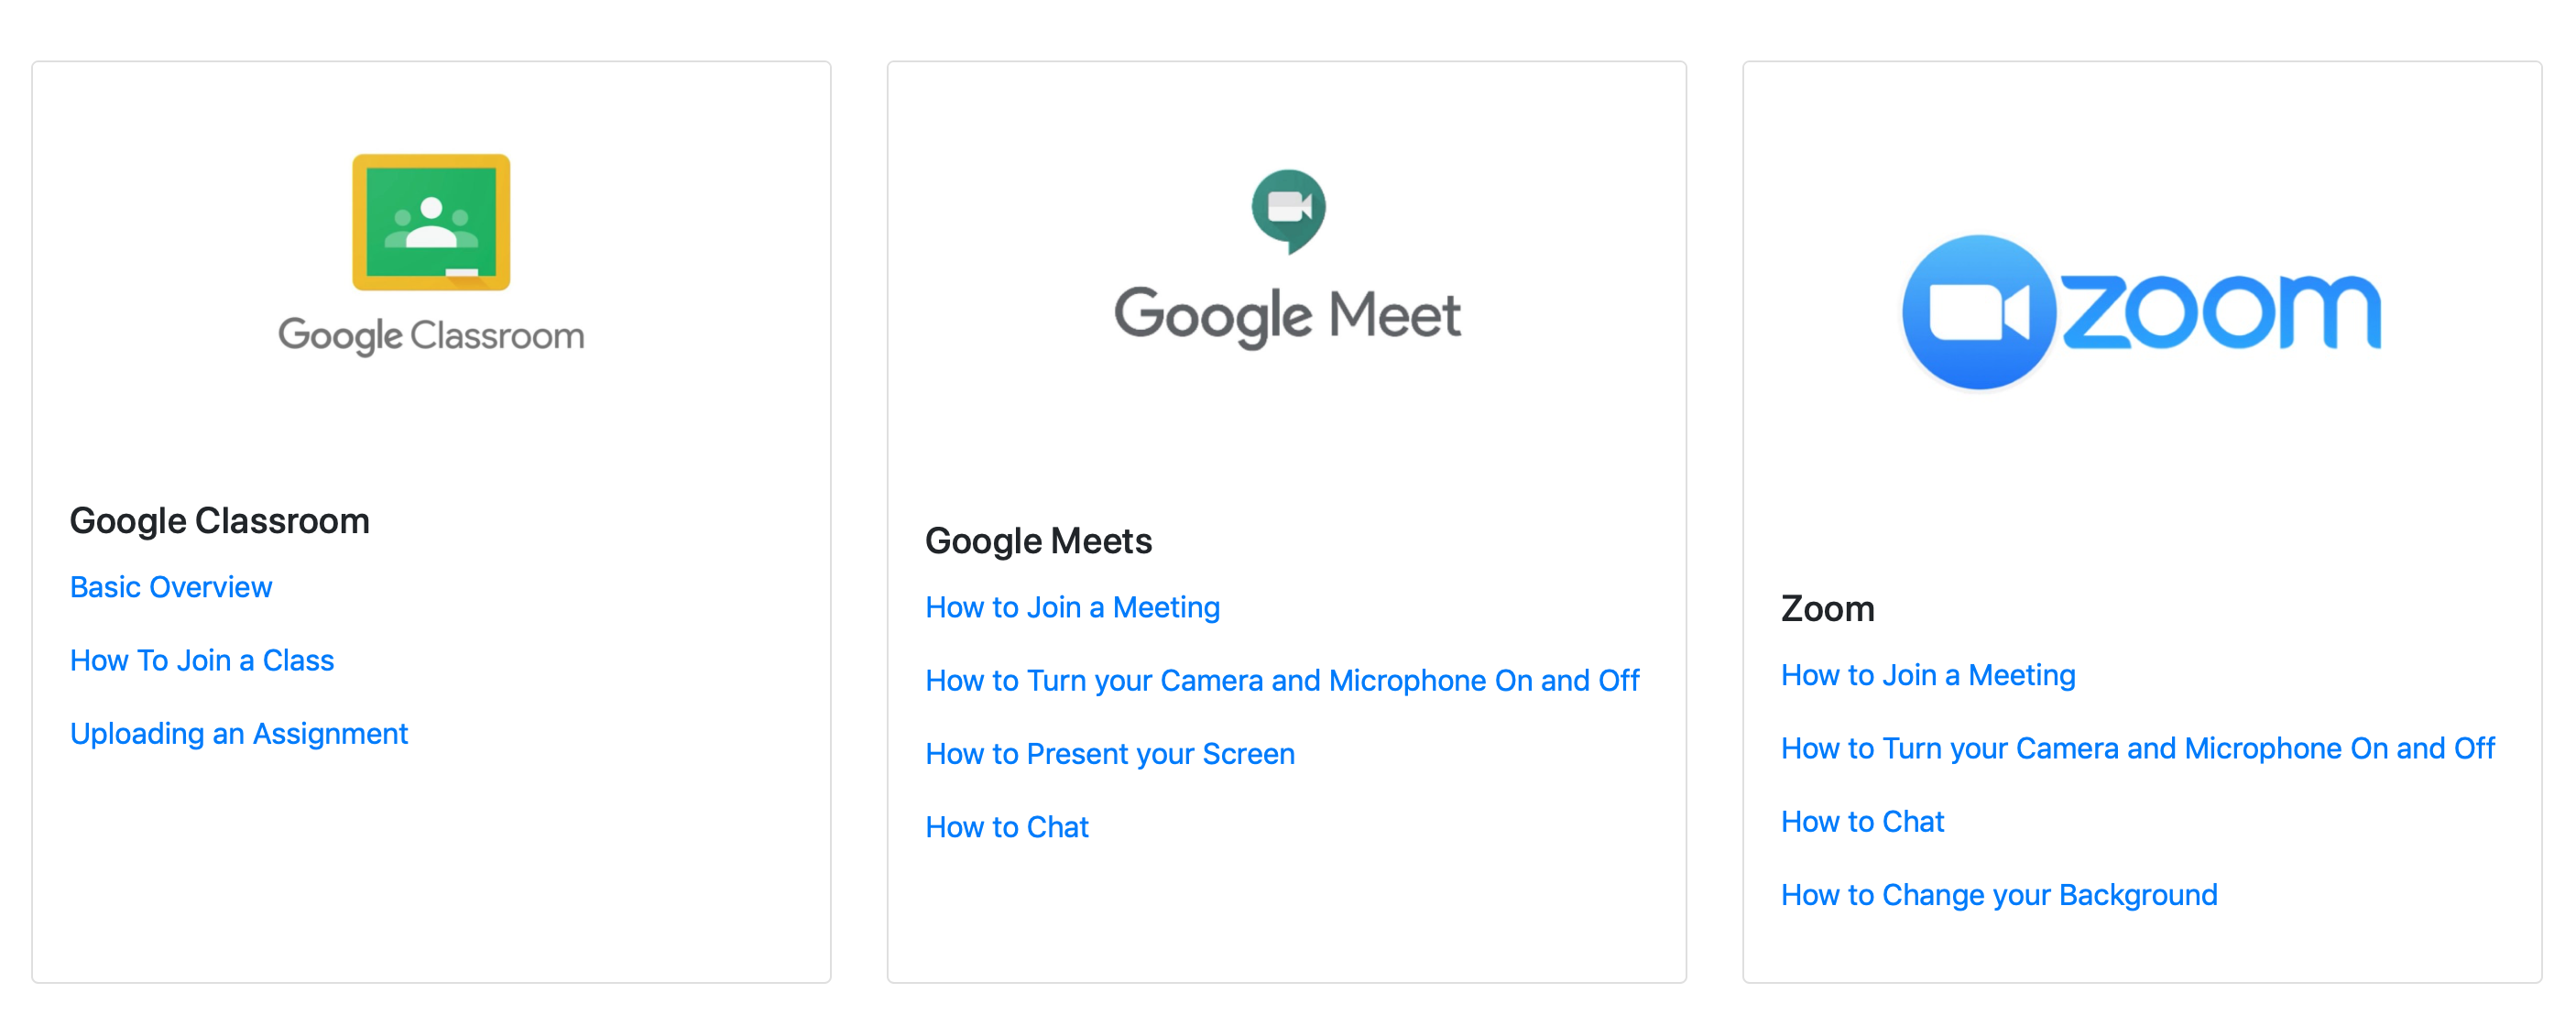 Google Classroom
Google Classroom
Basic Overview
How To Join a Class
Uploading an Assignment
Google Meet
Google Meets
How to Join a Meeting
How to Turn your Camera and Microphone On and Off
How to Present your Screen
How to Chat
zoom
Zoom
How to Join a Meeting
How to Turn your Camera and Microphone On and Off
How to Chat
How to Change your Background